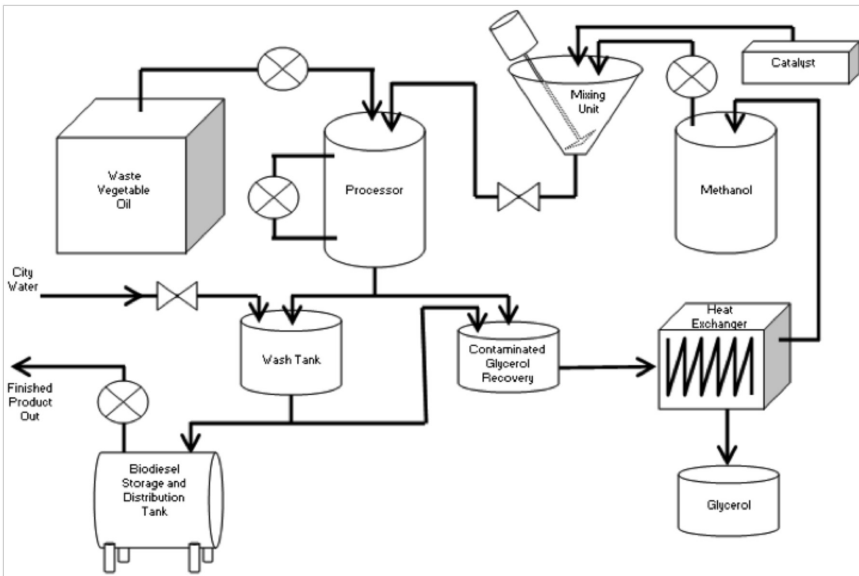 Catalyst
Mixing
Unit
Waste
Vegetable
Oil
Processor
Methanol
City
Water
Wash Tank
Contaminated
Glycerol
Recovery
Heat
Exchanger
Finished
Product
Out
Biodiesel
Storage and
Distribution
Tank
Glycerol